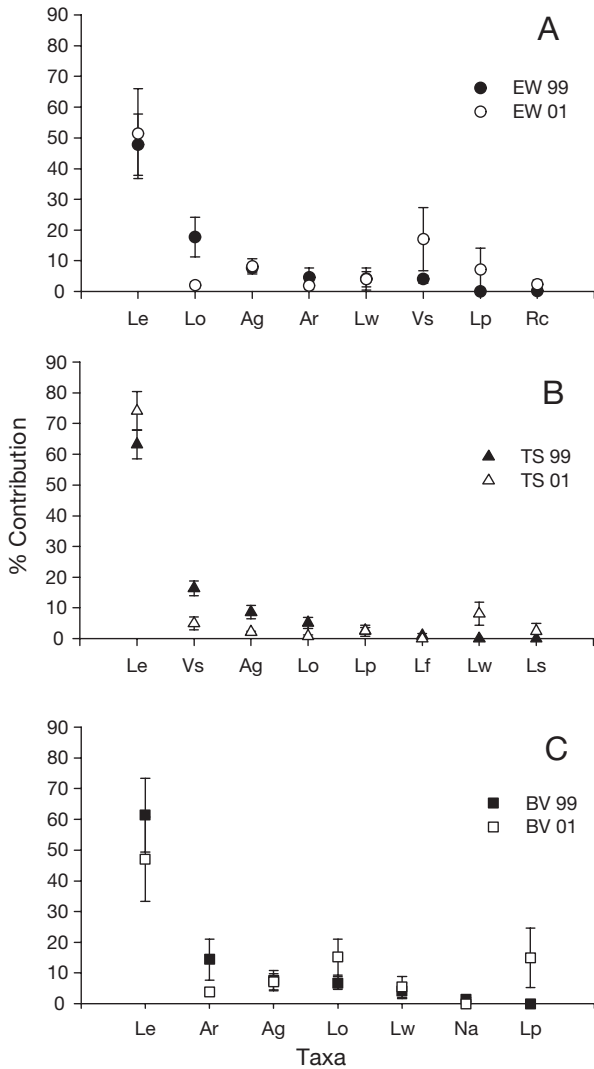 A
90
80
70
60
50
40
30
20
10
0
EW 99
EW 01
Le Lo Ag Ar Lw Vs Lp Rc
B
90
80
70
60
50
40
30
20
10
0
TS 99
TS 01
Le Vs Ag Lo Lp Lf Lw Ls
% Contribution
C
90
80
70
60
50
40
30
20
10
0
BV 99
BV 01
Le Ar Ag Lo Lw Na Lp
Taxa